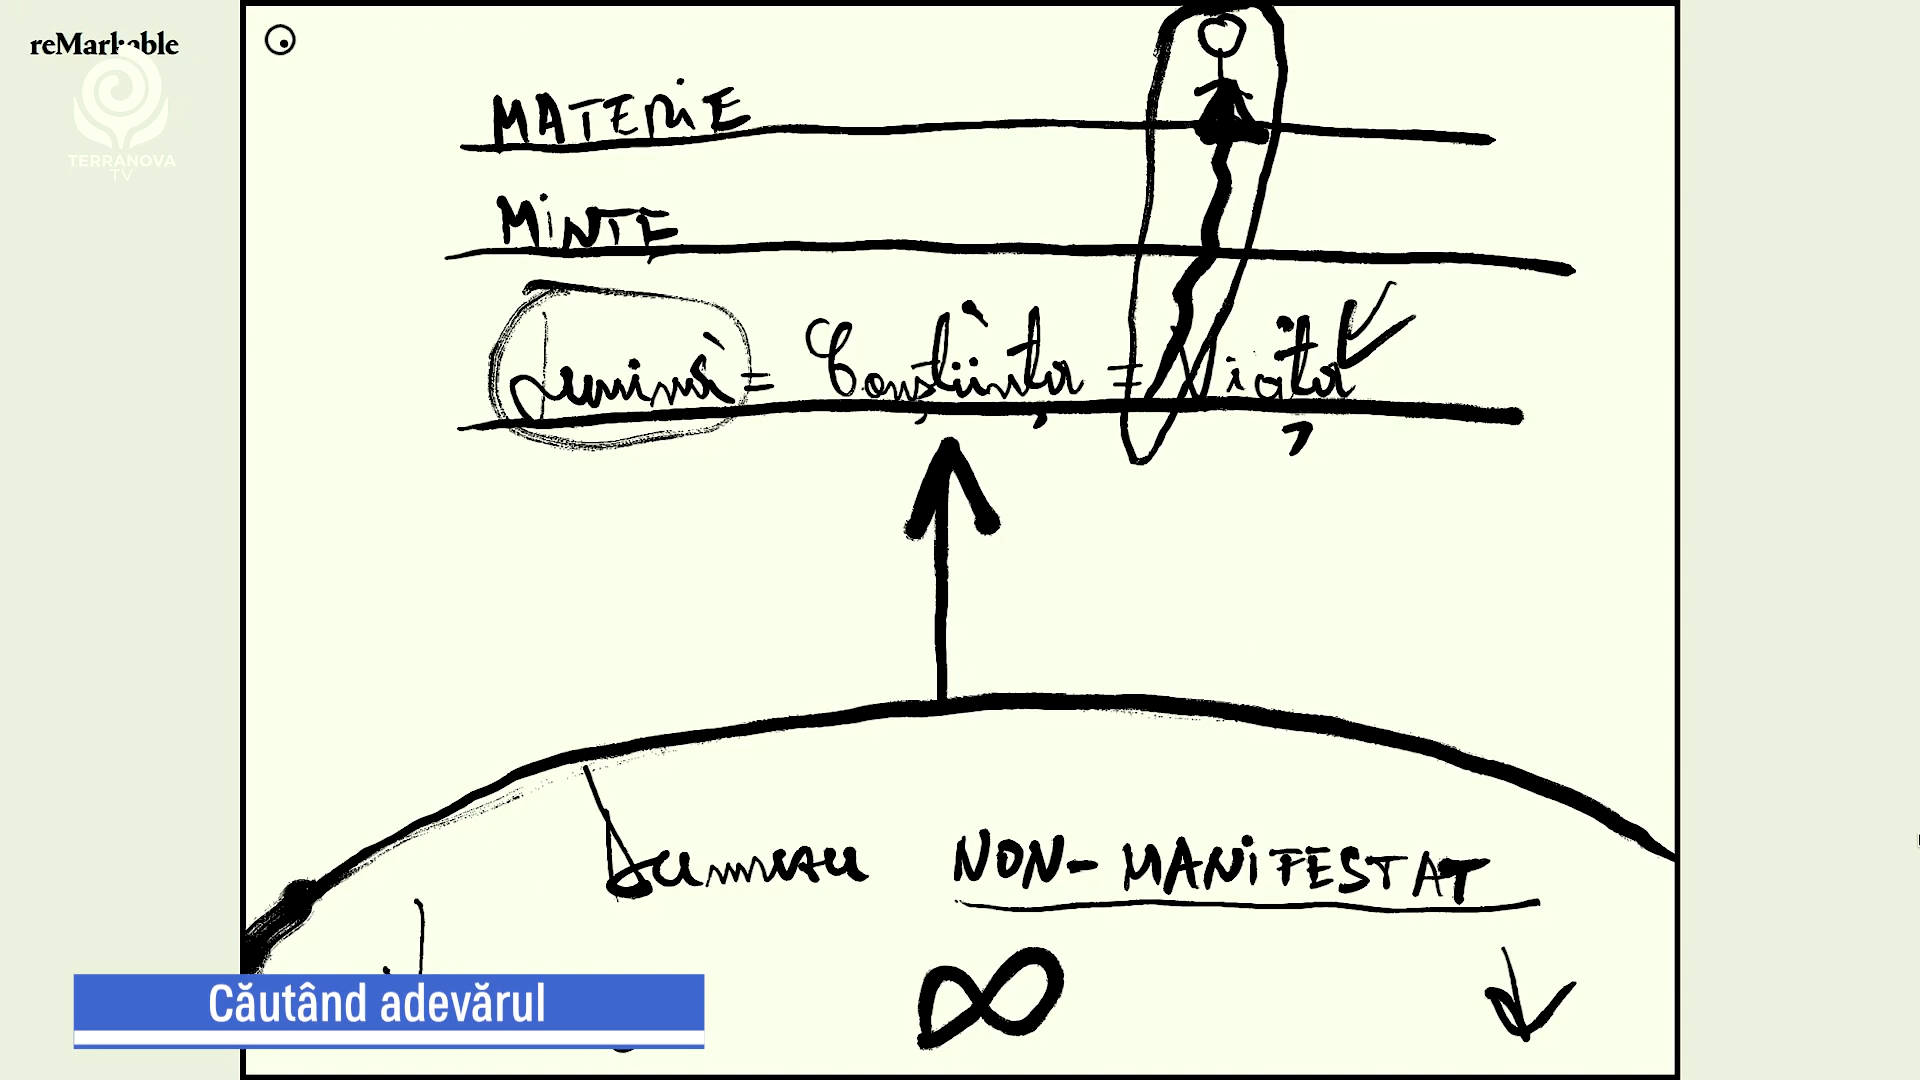 reMarkable
TERRANOVA
TV
MATERiE
MiNTE
Lumină = Conștiința = Viața
Dumnezeu NON-MANiFESTAT
∞
Căutând adevărul